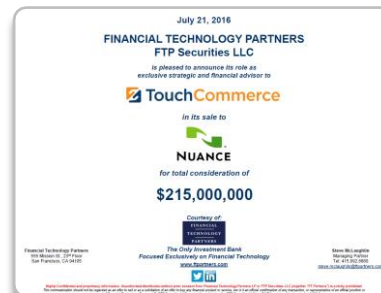 July 21, 2016
FINANCIAL TECHNOLOGY PARTNERS
FTP Securities LLC
is pleased to announce its role as
exclusive strategic and financial advisor to
TouchCommerce
in its sale to
NUANCE
for total consideration of
$215,000,000
Courtesy of:
FINANCIAL
TECHNOLOGY
PARTNERS
The Only Investment Bank
Focused Exclusively on Financial Technology
www.ftpartners.com
Financial Technology Partners
San Francisco, CA 94105
Steve McLaughlin
Managing Partner